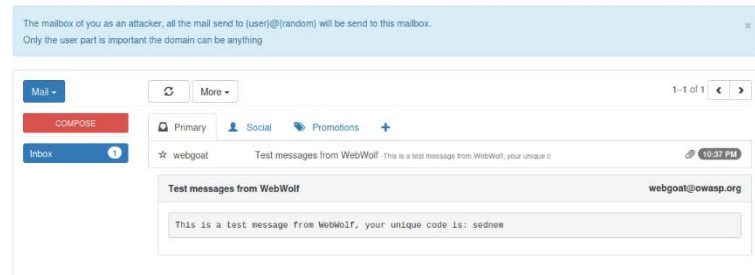 The mailbox of you as an attacker, all the mail send to {user}@{random} will be send to this mailbox.
Only the user part is important the domain can be anything
×
Mail
More
1–1 of 1
COMPOSE
Primary
Social
Promotions
Inbox 1
webgoat Test messages from WebWolf -This is a test message from WebWolf, your unique c 10:37 PM
Test messages from WebWolf webgoat@owasp.org
This is a test message from WebWolf, your unique code is: sednem